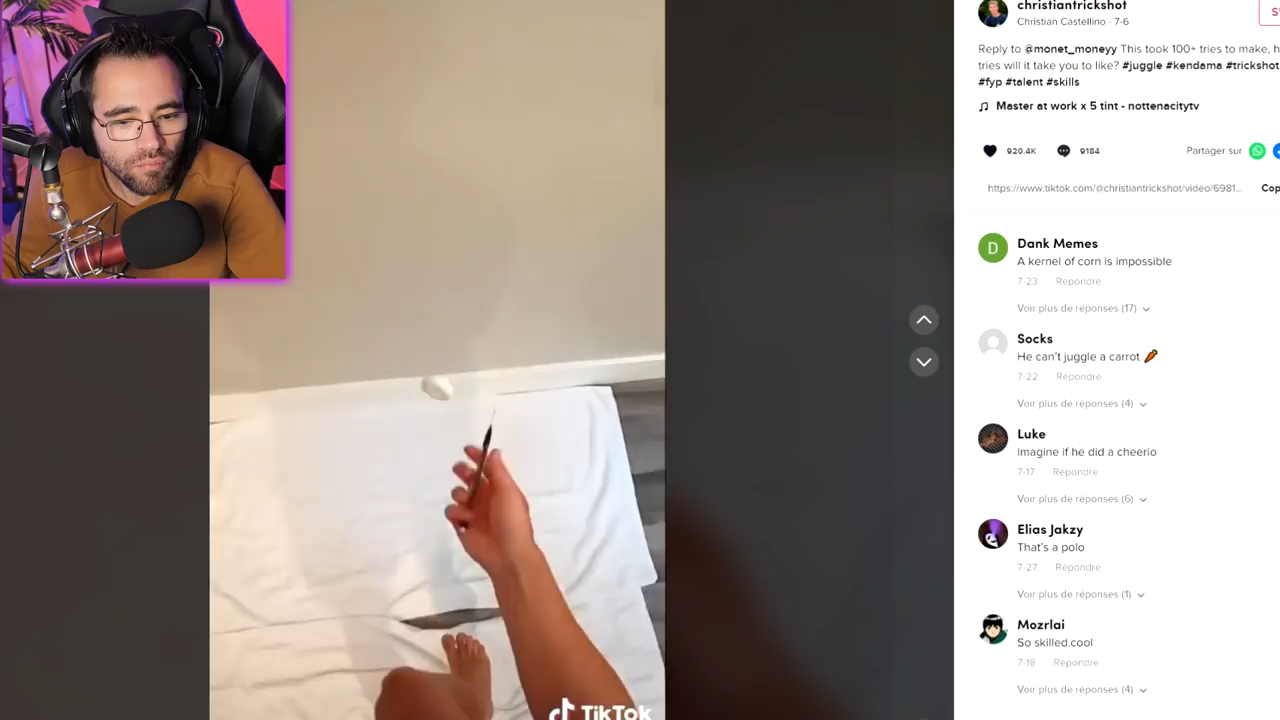 christiantrickshot
Christian Castellino · 7-6
Reply to @monet_moneyy This took 100+ tries to make, h
tries will it take you to like? #juggle #kendama #trickshot
#fyp #talent #skills
Master at work x 5 tint - nottenacitytv
920.4K 9184 Partager sur
https://www.tiktok.com/@christiantrickshot/video/6981... Cop
D
Dank Memes
A kernel of corn is impossible
7-23 Répondre
Voir plus de réponses (17)
Socks
He can't juggle a carrot 🥕
7-22 Répondre
Voir plus de réponses (4)
Luke
Imagine if he did a cheerio
7-17 Répondre
Voir plus de réponses (6)
Elias Jakzy
That's a polo
7-27 Répondre
Voir plus de réponses (1)
Mozrlai
So skilled.cool
7-18 Répondre
Voir plus de réponses (4)
TikTok